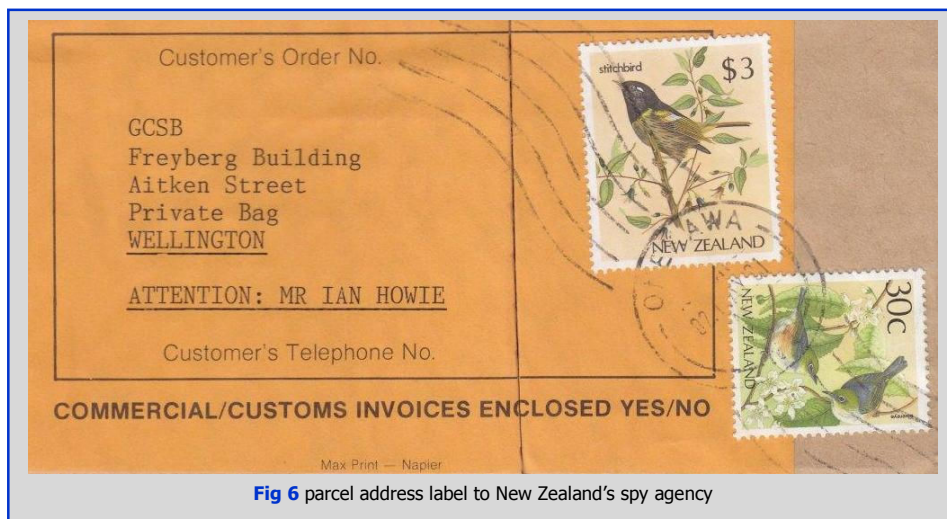 Customer's Order No.
GCSB
Freyberg Building
Aitken Street
Private Bag
WELLINGTON
ATTENTION: MR IAN HOWIE
Customer's Telephone No.
COMMERCIAL/CUSTOMS INVOICES ENCLOSED YES/NO
Max Print — Napier
stitchbird
$3
NEW ZEALAND
30c
NEW ZEALAND
Fig 6 parcel address label to New Zealand's spy agency